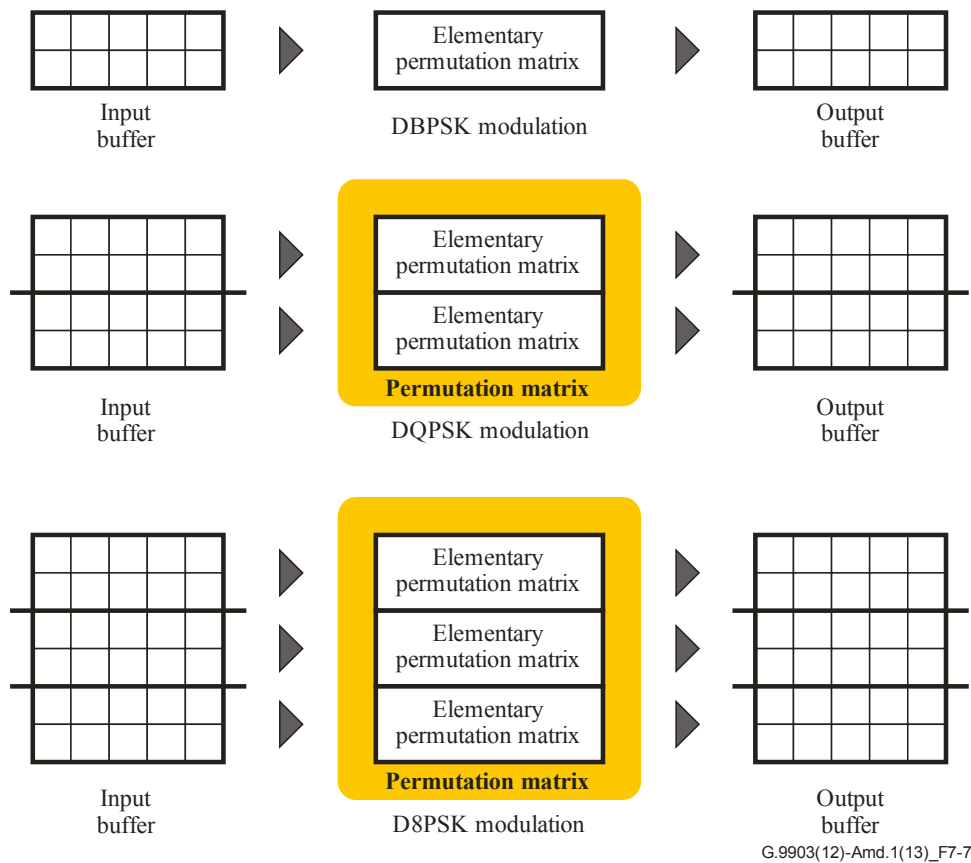 Elementary
permutation matrix
Input
buffer
DBPSK modulation
Output
buffer
Elementary
permutation matrix
Elementary
permutation matrix
Permutation matrix
Input
buffer
DQPSK modulation
Output
buffer
Elementary
permutation matrix
Elementary
permutation matrix
Elementary
permutation matrix
Permutation matrix
Input
buffer
D8PSK modulation
Output
buffer
G.9903(12)-Amd.1(13)_F7-7